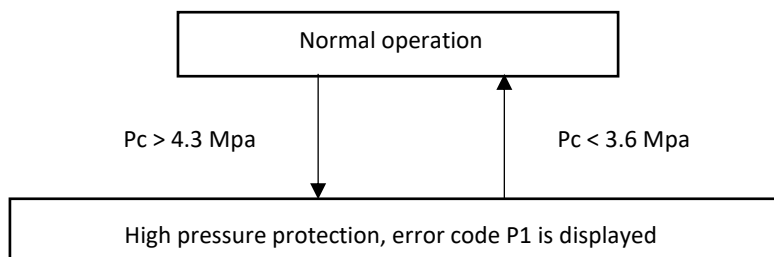 Normal operation
Pc > 4.3 Mpa
Pc < 3.6 Mpa
High pressure protection, error code P1 is displayed